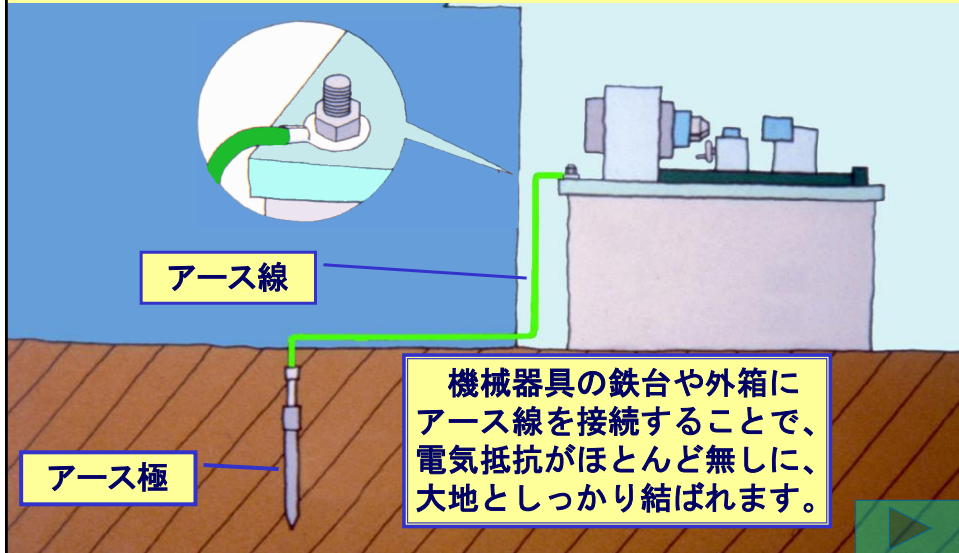 アース線
アース極
機械器具の鉄台や外箱に
アース線を接続することで、
電気抵抗がほとんど無しに、
大地としっかり結ばれます。